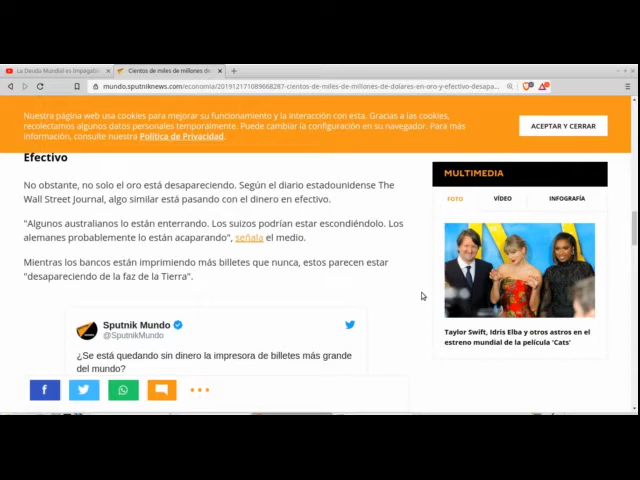 La Deuda Mundial es Impagable
Cientos de miles de millones de
mundo.sputniknews.com/economia/201912171089668287-cientos-de-miles-de-millones-de-dolares-en-oro-y-efectivo-desapa...
Nuestra página web usa cookies para mejorar su funcionamiento y la interacción con esta. Gracias a las cookies,
recolectamos algunos datos personales temporalmente. Puede cambiar la configuración en su navegador. Para más
información, consulte nuestra Política de Privacidad.
ACEPTAR Y CERRAR
Efectivo
No obstante, no solo el oro está desapareciendo. Según el diario estadounidense The
Wall Street Journal, algo similar está pasando con el dinero en efectivo.
"Algunos australianos lo están enterrando. Los suizos podrían estar escondiéndolo. Los
alemanes probablemente lo están acaparando", señala el medio.
Mientras los bancos están imprimiendo más billetes que nunca, estos parecen estar
"desapareciendo de la faz de la Tierra".
Sputnik Mundo
@SputnikMundo
¿Se está quedando sin dinero la impresora de billetes más grande
del mundo?
MULTIMEDIA
FOTO
VÍDEO
INFOGRAFÍA
Taylor Swift, Idris Elba y otros astros en el
estreno mundial de la película 'Cats'